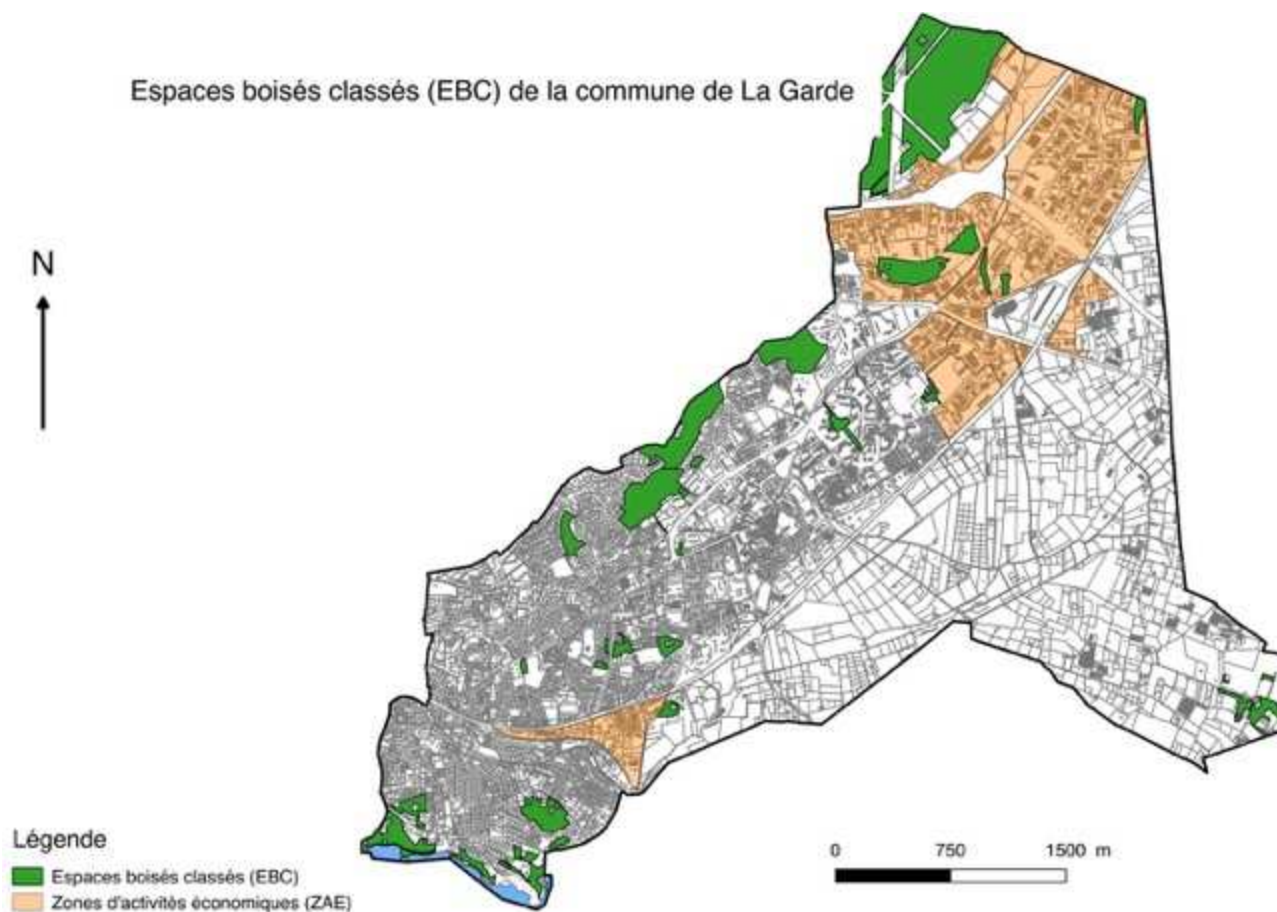 Espaces boisés classés (EBC) de la commune de La Garde
N
Légende
Espaces boisés classés (EBC)
Zones d'activités économiques (ZAE)
0 750 1500 m